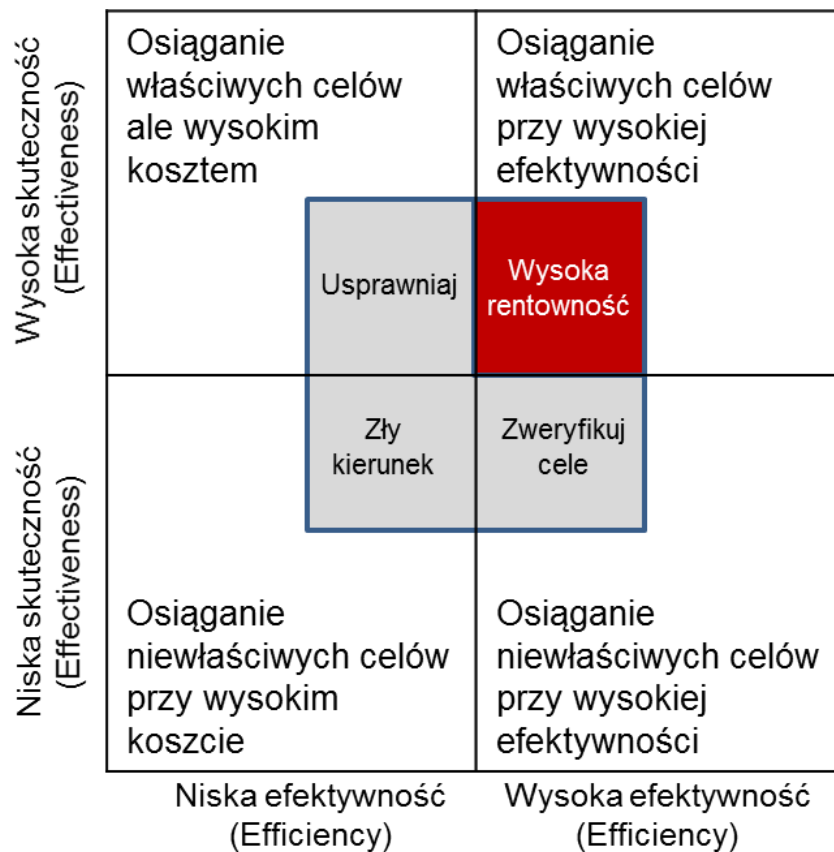 Wysoka skuteczność
(Effectiveness)
Osiąganie
właściwych celów
ale wysokim
kosztem
Osiąganie
właściwych celów
przy wysokiej
efektywności
Usprawniaj
Wysoka
rentowność
Niska skuteczność
(Effectiveness)
Zły
kierunek
Zweryfikuj
cele
Osiąganie
niewłaściwych celów
przy wysokim
koszcie
Osiąganie
niewłaściwych celów
przy wysokiej
efektywności
Niska efektywność
(Efficiency)
Wysoka efektywność
(Efficiency)